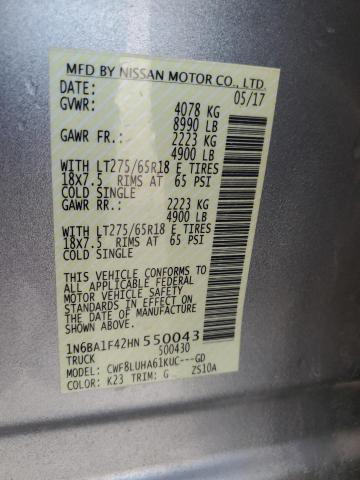 MFD BY NISSAN MOTOR CO., LTD.
DATE: 05/17
GVWR: 4078 KG
8990 LB
GAWR FR.: 2223 KG
4900 LB
WITH LT275/65R18 E TIRES
18X7.5 RIMS AT 65 PSI
COLD SINGLE
GAWR RR.: 2223 KG
4900 LB
WITH LT275/65R18 E TIRES
18X7.5 RIMS AT 65 PSI
COLD SINGLE
THIS VEHICLE CONFORMS TO
ALL APPLICABLE FEDERAL
MOTOR VEHICLE SAFETY
STANDARDS IN EFFECT ON
THE DATE OF MANUFACTURE
SHOWN ABOVE.
1N6BA1F42HN550043
TRUCK 500430
MODEL: CWF8LUHA61KUC---GD
COLOR: K23 TRIM: G ZS10A